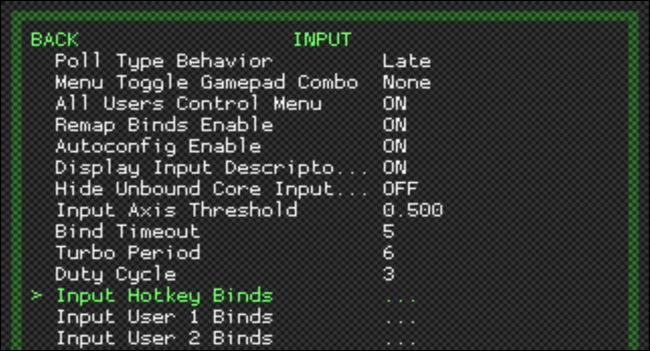 BACK INPUT
Poll Type Behavior Late
Menu Toggle Gamepad Combo None
All Users Control Menu ON
Remap Binds Enable ON
Autoconfig Enable ON
Display Input Descripto... ON
Hide Unbound Core Input... OFF
Input Axis Threshold 0.500
Bind Timeout 5
Turbo Period 6
Duty Cycle 3
> Input Hotkey Binds ...
Input User 1 Binds ...
Input User 2 Binds ...